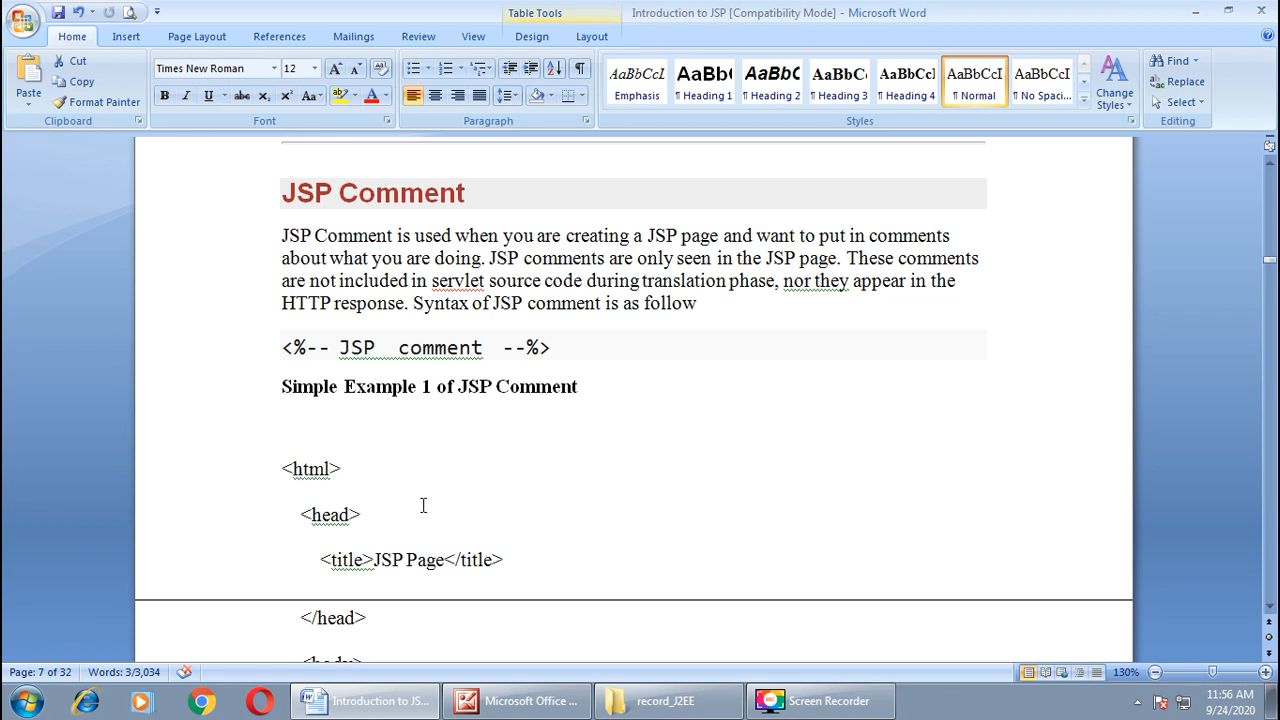 Table Tools
Introduction to JSP [Compatibility Mode] - Microsoft Word
Home Insert Page Layout References Mailings Review View Design Layout
Paste
Cut
Copy
Format Painter
Clipboard
Times New Roman 12
B I U abc x₂ x² Aa ab A
Font
Paragraph
AaBbCcI AaBb( AaBbC AaBbC( AaBbC( AaBbCcI AaBbCcI
Emphasis ¶ Heading 1 ¶ Heading 2 ¶ Heading 3 ¶ Heading 4 ¶ Normal ¶ No Spaci...
Change Styles
Styles
Find
Replace
Select
Editing
JSP Comment
JSP Comment is used when you are creating a JSP page and want to put in comments
about what you are doing. JSP comments are only seen in the JSP page. These comments
are not included in servlet source code during translation phase, nor they appear in the
HTTP response. Syntax of JSP comment is as follow
<%-- JSP comment --%>
Simple Example 1 of JSP Comment
<html>
<head>
<title>JSP Page</title>
</head>
<body>
Page: 7 of 32 Words: 3/3,034 130%
Introduction to JS... Microsoft Office ... record_J2EE Screen Recorder
11:56 AM
9/24/2020